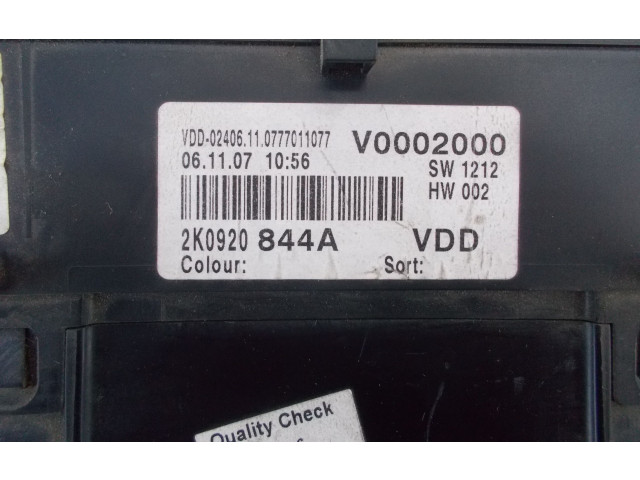 VDD-02406.11.0777011077 V0002000
06.11.07 10:56 SW 1212
HW 002
2K0920 844A VDD
Colour: Sort:
Quality Check